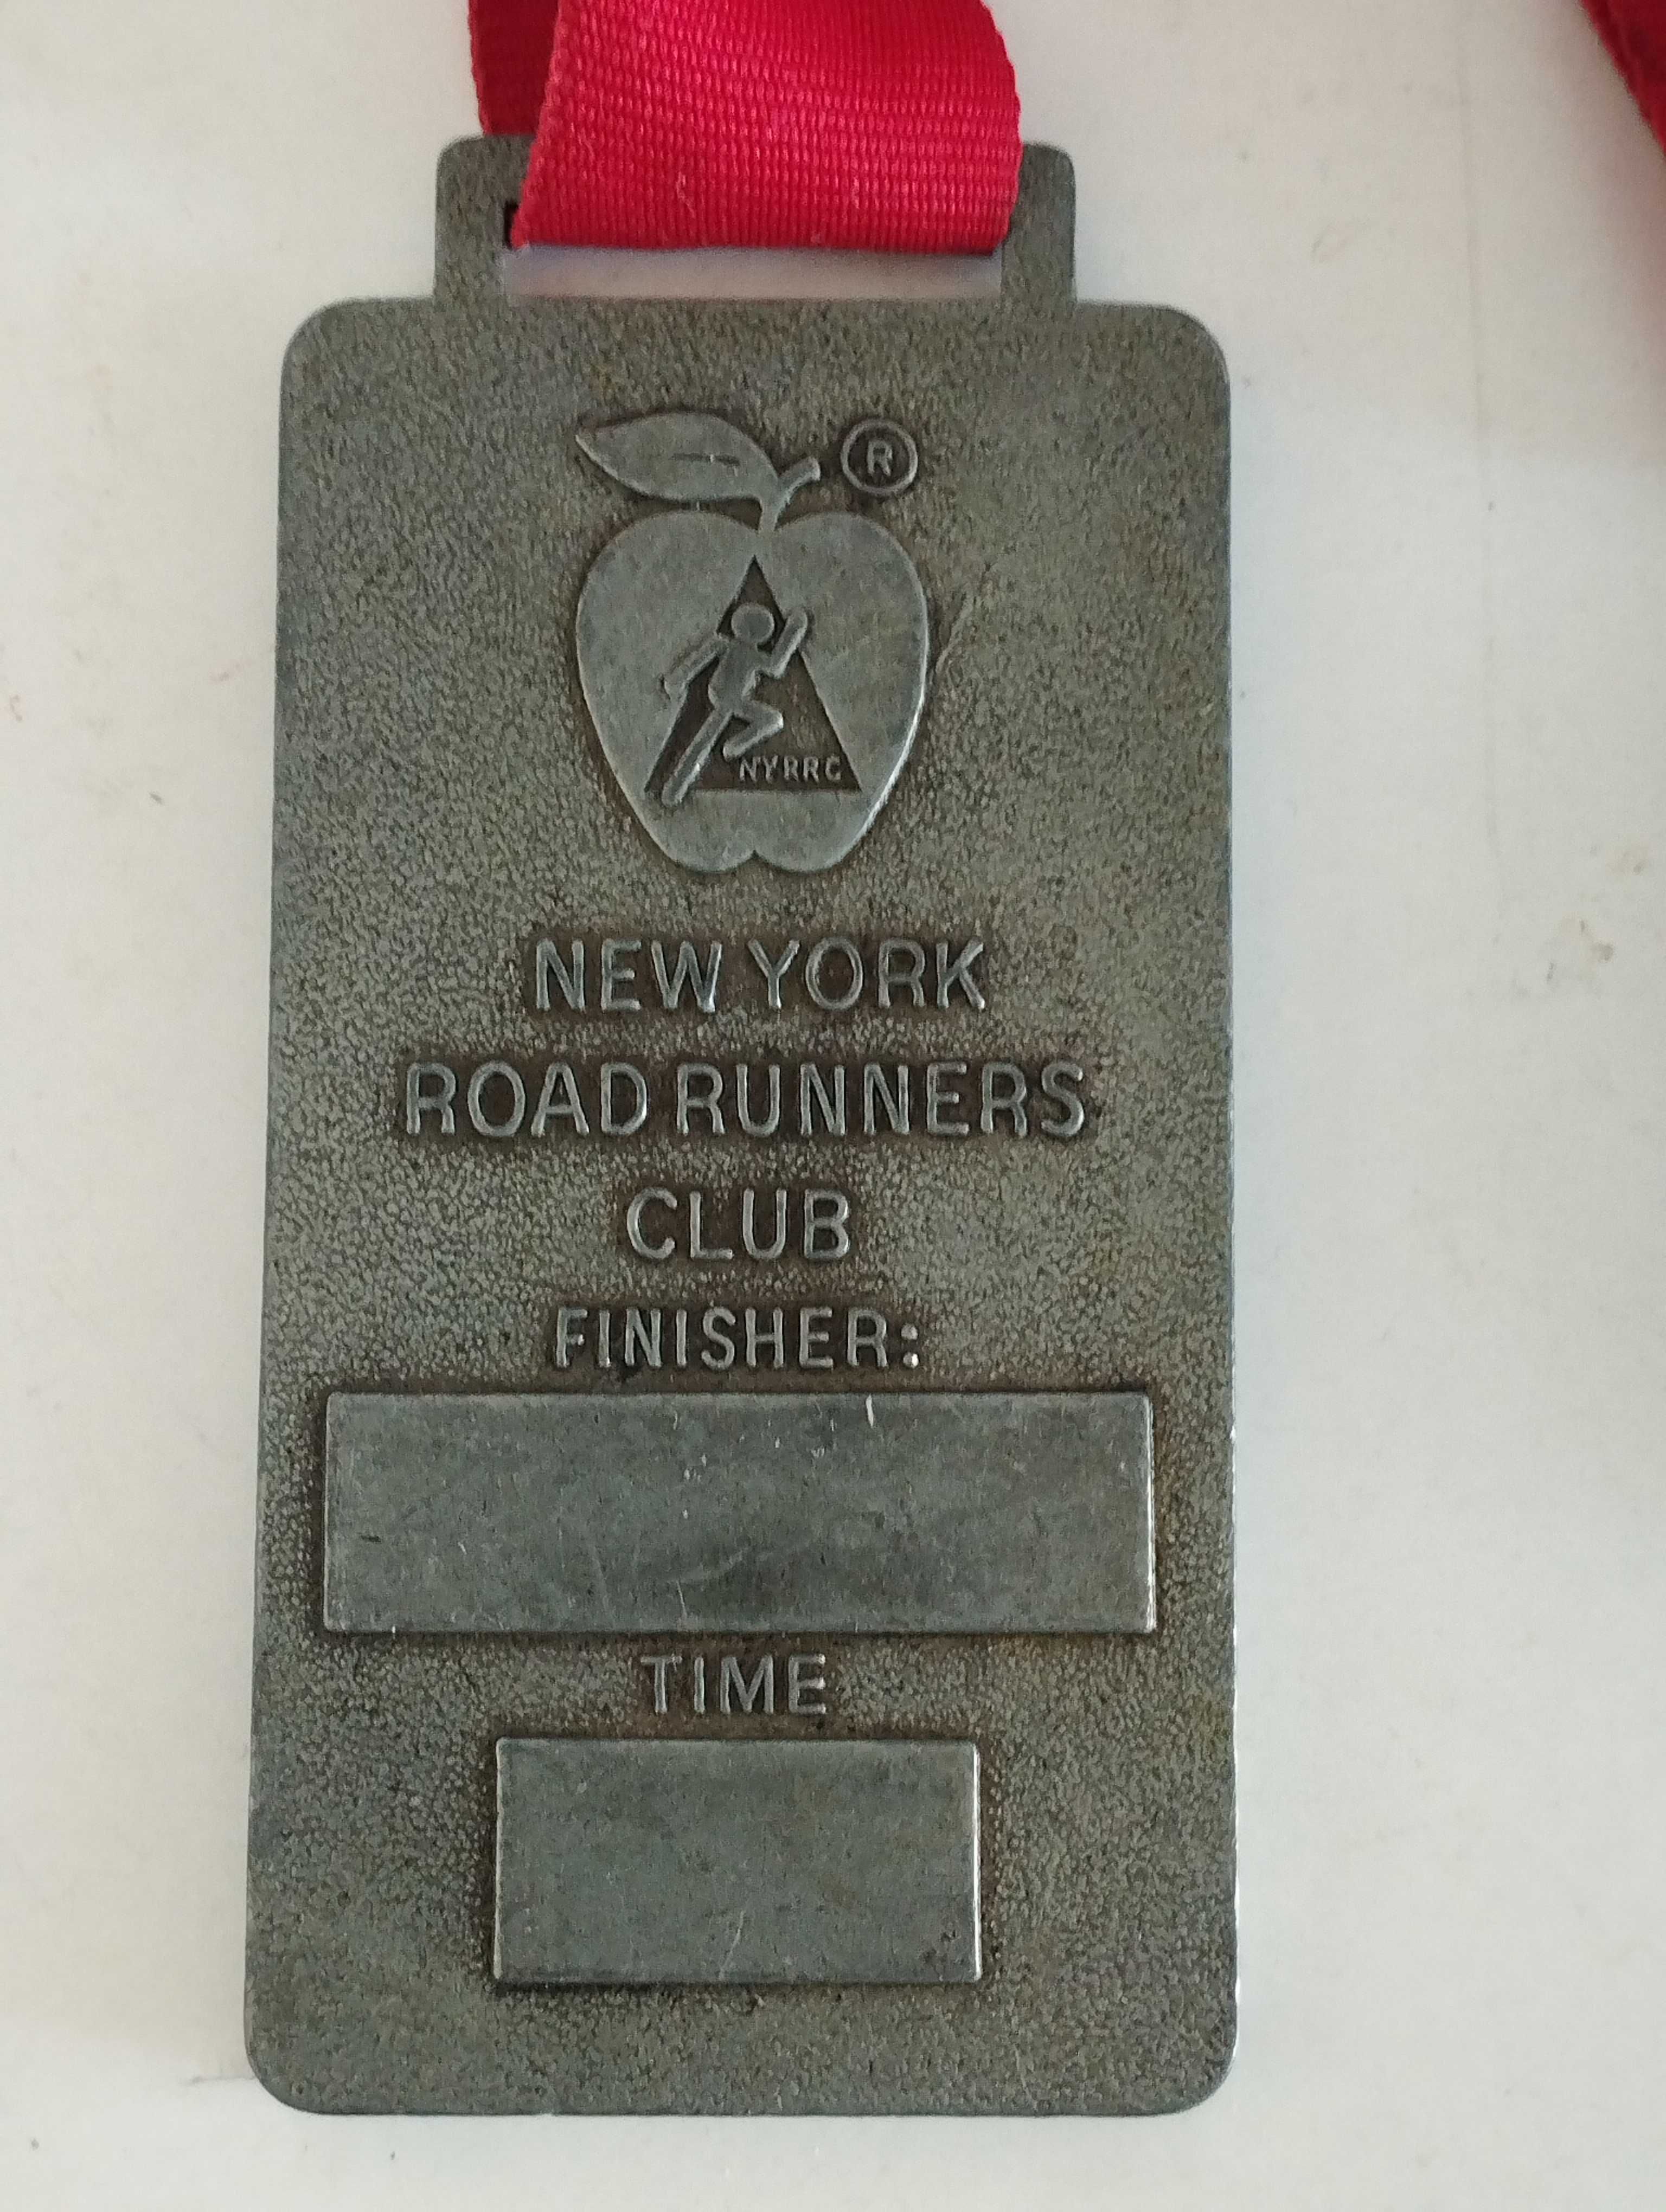 ®
NYRRC
NEW YORK
ROAD RUNNERS
CLUB
FINISHER:
TIME